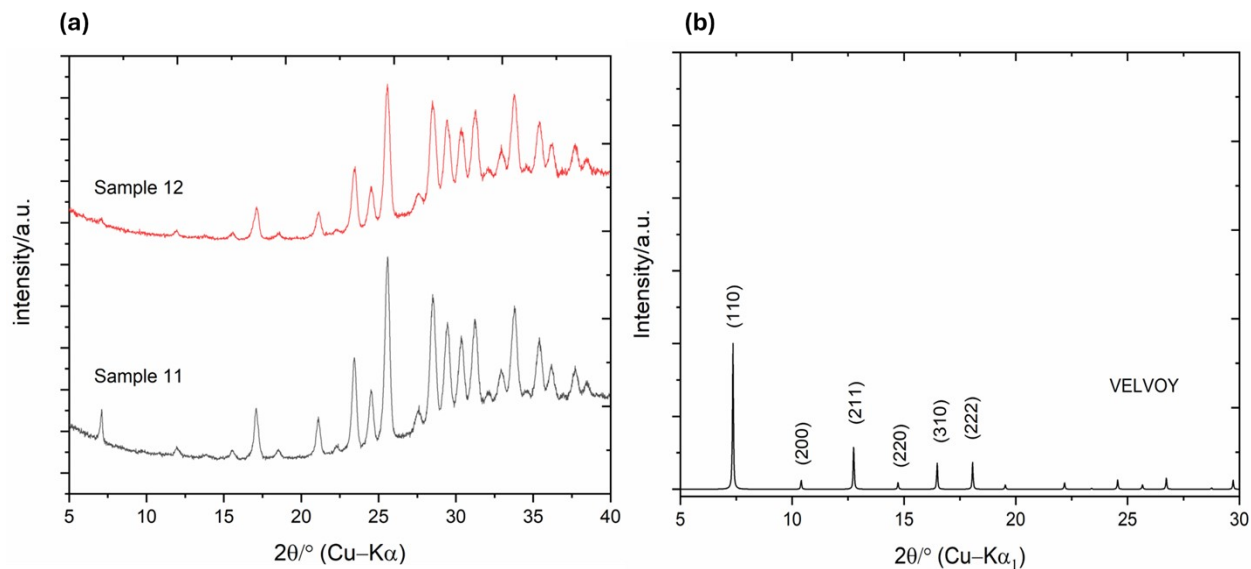 (a)
intensity/a.u.
Sample 12
Sample 11
5 10 15 20 25 30 35 40
2θ/° (Cu–Kα)
(b)
Intensity/a.u.
(110)
(200)
(211)
(220)
(310)
(222)
VELVOY
5 10 15 20 25 30
2θ/° (Cu–Kα₁)